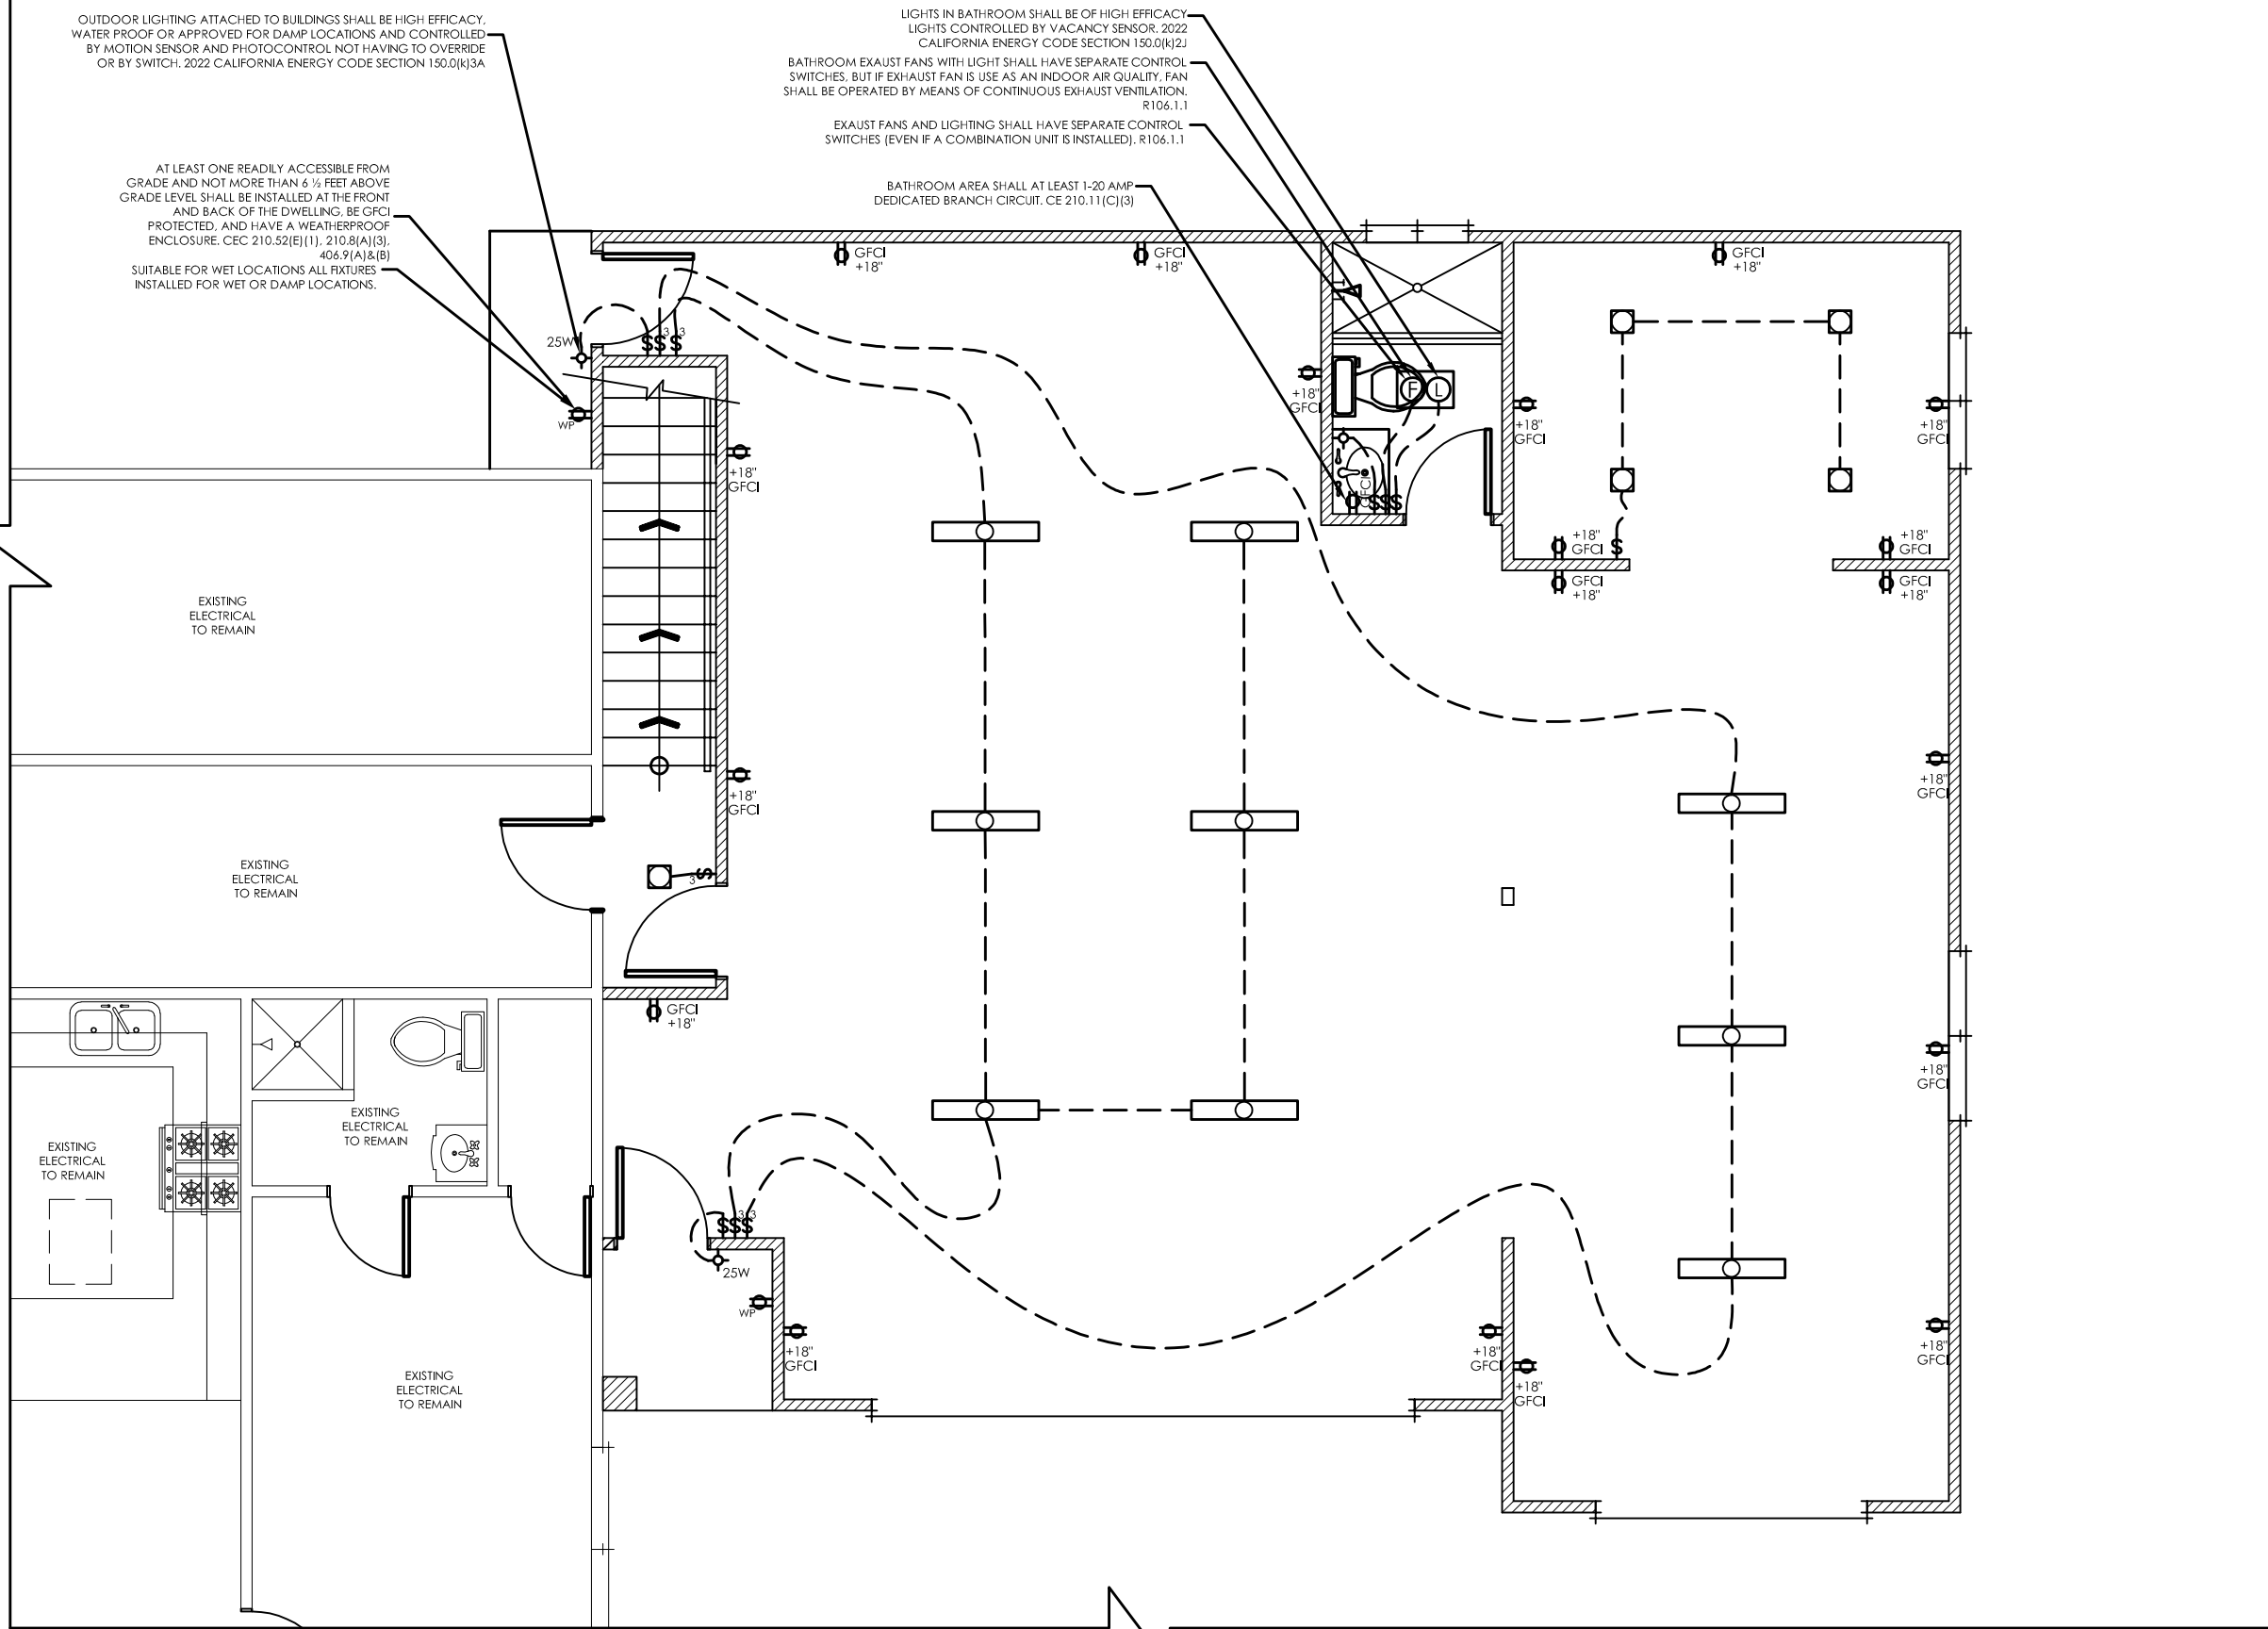 OUTDOOR LIGHTING ATTACHED TO BUILDINGS SHALL BE HIGH EFFICACY,
WATER PROOF OR APPROVED FOR DAMP LOCATIONS AND CONTROLLED
BY MOTION SENSOR AND PHOTOCONTROL NOT HAVING TO OVERRIDE
OR BY SWITCH. 2022 CALIFORNIA ENERGY CODE SECTION 150.0(k)3A
LIGHTS IN BATHROOM SHALL BE OF HIGH EFFICACY
LIGHTS CONTROLLED BY VACANCY SENSOR. 2022
CALIFORNIA ENERGY CODE SECTION 150.0(k)2J
BATHROOM EXAUST FANS WITH LIGHT SHALL HAVE SEPARATE CONTROL
SWITCHES, BUT IF EXHAUST FAN IS USE AS AN INDOOR AIR QUALITY, FAN
SHALL BE OPERATED BY MEANS OF CONTINUOUS EXHAUST VENTILATION.
R106.1.1
EXAUST FANS AND LIGHTING SHALL HAVE SEPARATE CONTROL
SWITCHES (EVEN IF A COMBINATION UNIT IS INSTALLED). R106.1.1
BATHROOM AREA SHALL AT LEAST 1-20 AMP
DEDICATED BRANCH CIRCUIT. CE 210.11(C)(3)
AT LEAST ONE READILY ACCESSIBLE FROM
GRADE AND NOT MORE THAN 6 ½ FEET ABOVE
GRADE LEVEL SHALL BE INSTALLED AT THE FRONT
AND BACK OF THE DWELLING, BE GFCI
PROTECTED, AND HAVE A WEATHERPROOF
ENCLOSURE. CEC 210.52(E)(1), 210.8(A)(3),
406.9(A)&(B)
SUITABLE FOR WET LOCATIONS ALL FIXTURES
INSTALLED FOR WET OR DAMP LOCATIONS.
GFCI
+18"
GFCI
+18"
GFCI
+18"
25W
$$ $
3 3
WP
+18"
GFCI
F L
+18"
GFCI
+18"
GFCI
+18"
GFCI
GFCI
$$$
+18"
GFCI
$
+18"
GFCI
GFCI
+18"
GFCI
+18"
EXISTING
ELECTRICAL
TO REMAIN
+18"
GFCI
+18"
GFCI
EXISTING
ELECTRICAL
TO REMAIN
3 $
GFCI
+18"
+18"
GFCI
EXISTING
ELECTRICAL
TO REMAIN
EXISTING
ELECTRICAL
TO REMAIN
$$$
3 3
25W
WP
+18"
GFCI
+18"
GFCI
+18"
GFCI
+18"
GFCI
EXISTING
ELECTRICAL
TO REMAIN